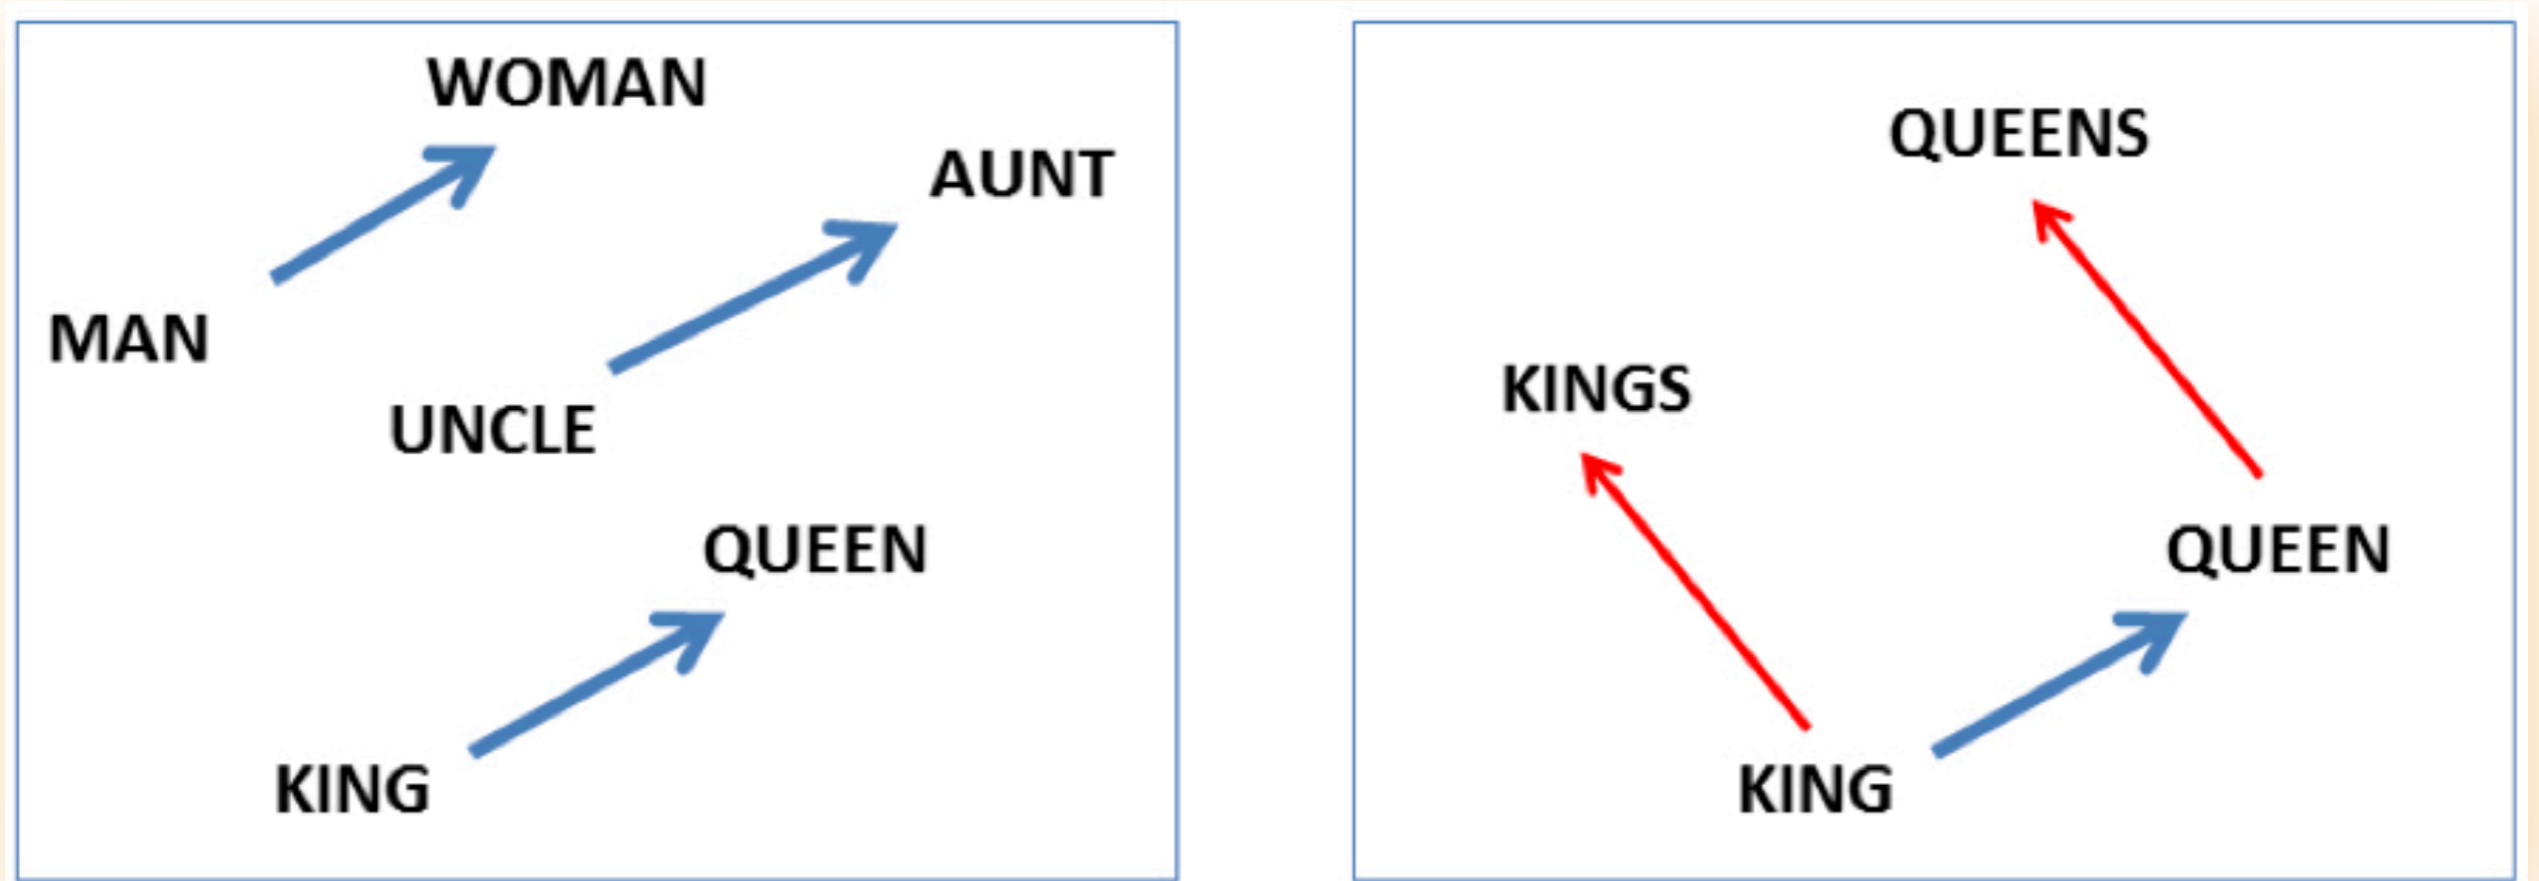 WOMAN
AUNT
MAN
UNCLE
QUEEN
KING
QUEENS
KINGS
QUEEN
KING